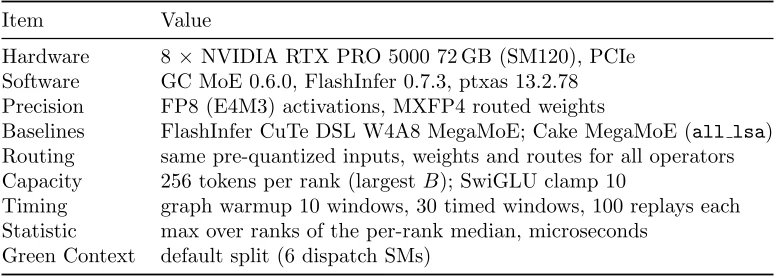 Item Value
Hardware 8 × NVIDIA RTX PRO 5000 72 GB (SM120), PCIe
Software GC MoE 0.6.0, FlashInfer 0.7.3, ptxas 13.2.78
Precision FP8 (E4M3) activations, MXFP4 routed weights
Baselines FlashInfer CuTe DSL W4A8 MegaMoE; Cake MegaMoE (all_lsa)
Routing same pre-quantized inputs, weights and routes for all operators
Capacity 256 tokens per rank (largest B); SwiGLU clamp 10
Timing graph warmup 10 windows, 30 timed windows, 100 replays each
Statistic max over ranks of the per-rank median, microseconds
Green Context default split (6 dispatch SMs)